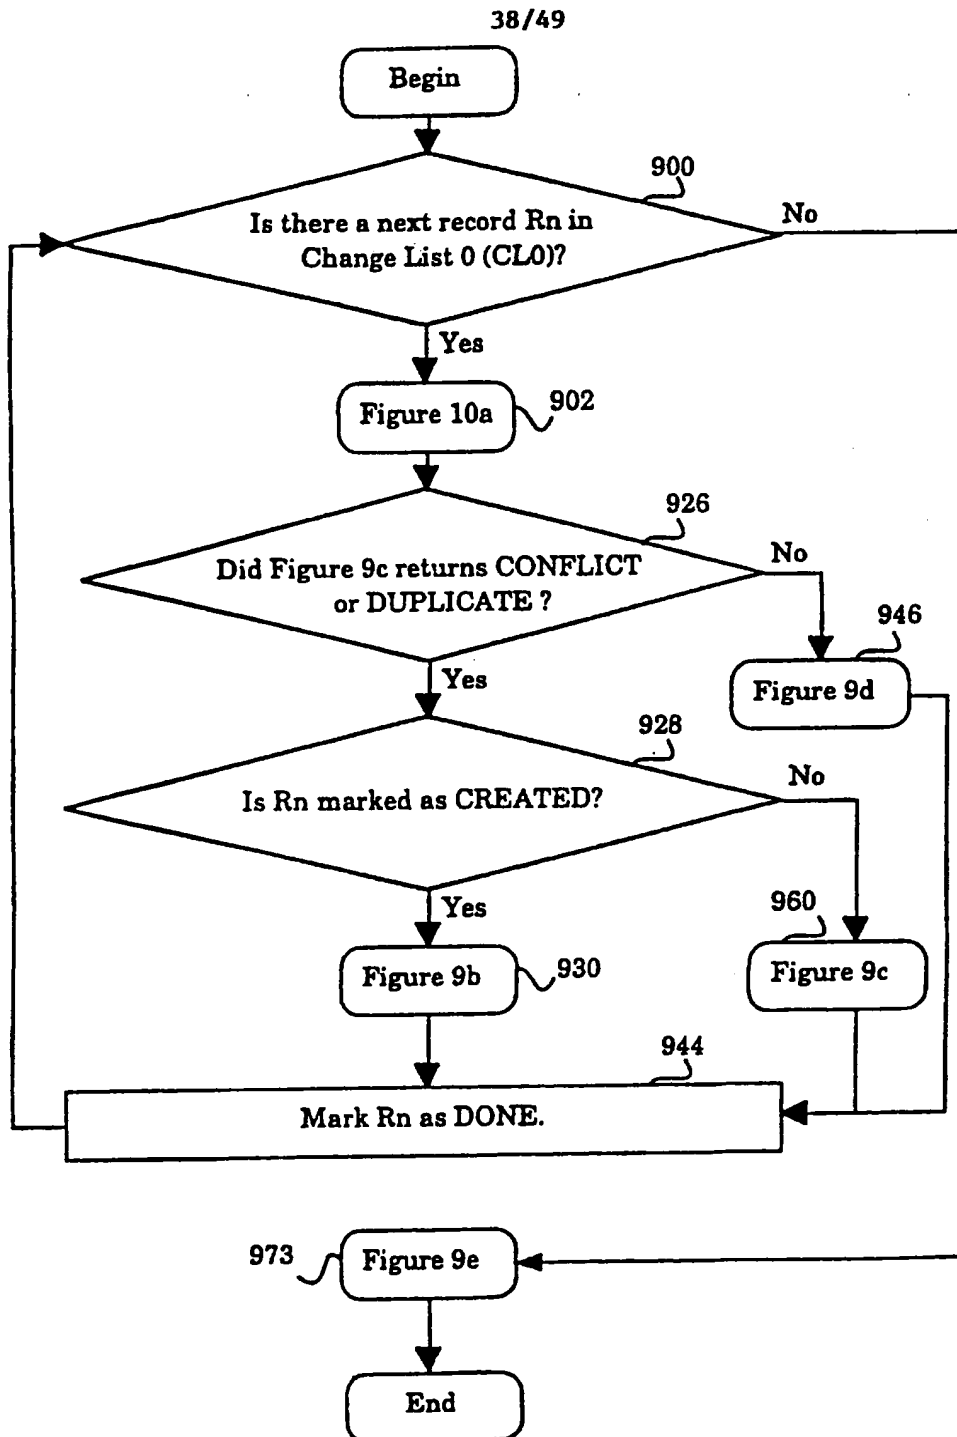 38/49
Begin
900
Is there a next record Rn in
Change List 0 (CL0)?
No
Yes
Figure 10a
902
926
Did Figure 9c returns CONFLICT
or DUPLICATE ?
No
946
Yes
Figure 9d
928
Is Rn marked as CREATED?
No
Yes
960
Figure 9b
930
Figure 9c
944
Mark Rn as DONE.
973
Figure 9e
End